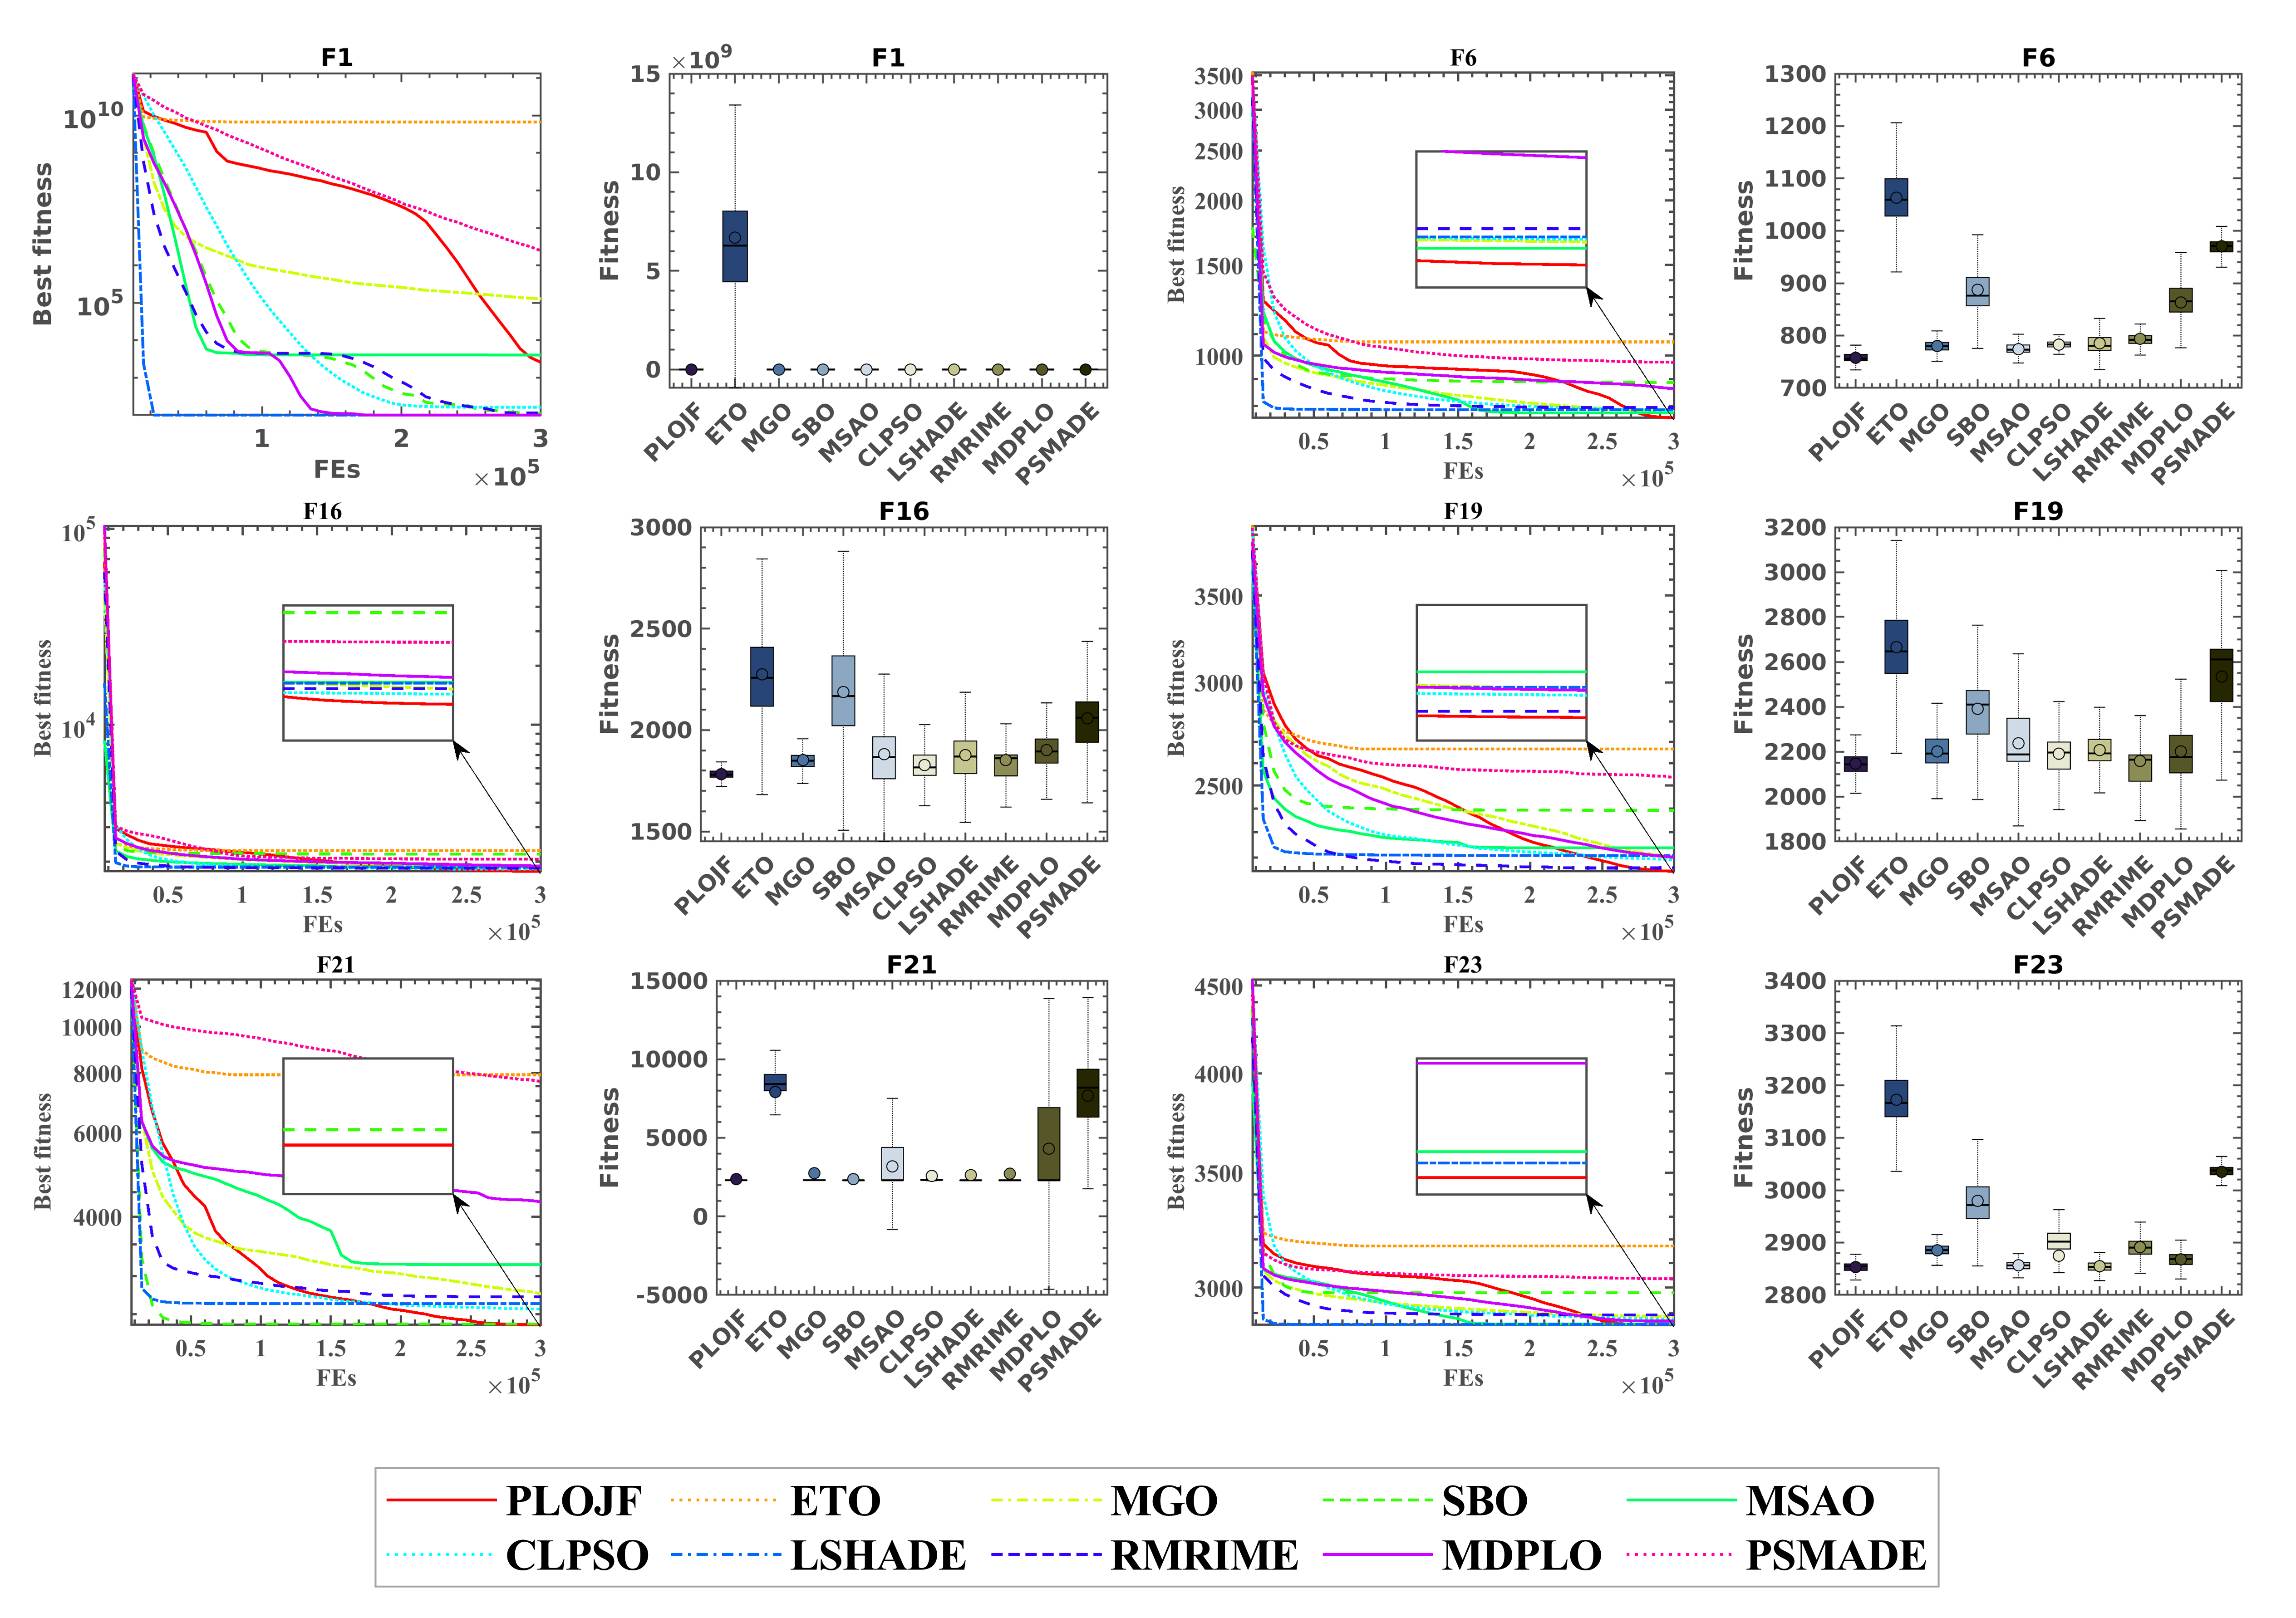 F1
Best fitness
10^10
10^5
1
2
3
FEs
×10^5
F1
×10^9
Fitness
15
10
5
0
PLOJF
ETO
MGO
SBO
MSAO
CLPSO
LSHADE
RMRIME
MDPLO
PSMADE
F6
Best fitness
3500
3000
2500
2000
1500
1000
0.5
1
1.5
2
2.5
3
FEs
×10^5
F6
Fitness
1300
1200
1100
1000
900
800
700
PLOJF
ETO
MGO
SBO
MSAO
CLPSO
LSHADE
RMRIME
MDPLO
PSMADE
F16
Best fitness
10^5
10^4
0.5
1
1.5
2
2.5
3
FEs
×10^5
F16
Fitness
3000
2500
2000
1500
PLOJF
ETO
MGO
SBO
MSAO
CLPSO
LSHADE
RMRIME
MDPLO
PSMADE
F19
Best fitness
3500
3000
2500
0.5
1
1.5
2
2.5
3
FEs
×10^5
F19
Fitness
3200
3000
2800
2600
2400
2200
2000
1800
PLOJF
ETO
MGO
SBO
MSAO
CLPSO
LSHADE
RMRIME
MDPLO
PSMADE
F21
Best fitness
12000
10000
8000
6000
4000
0.5
1
1.5
2
2.5
3
FEs
×10^5
F21
Fitness
15000
10000
5000
0
-5000
PLOJF
ETO
MGO
SBO
MSAO
CLPSO
LSHADE
RMRIME
MDPLO
PSMADE
F23
Best fitness
4500
4000
3500
3000
0.5
1
1.5
2
2.5
3
FEs
×10^5
F23
Fitness
3400
3300
3200
3100
3000
2900
2800
PLOJF
ETO
MGO
SBO
MSAO
CLPSO
LSHADE
RMRIME
MDPLO
PSMADE
PLOJF ETO MGO SBO MSAO
CLPSO LSHADE RMRIME MDPLO PSMADE